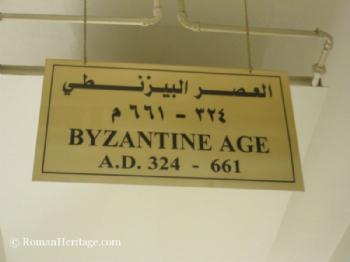 العصر البيزنطي
٣٢٤ - ٦٦١ م
BYZANTINE AGE
A.D. 324 - 661
© RomanHeritage.com